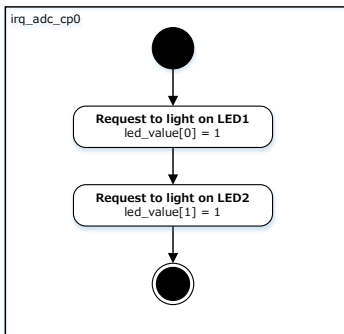 irq_adc_cp0
Request to light on LED1
led_value[0] = 1
Request to light on LED2
led_value[1] = 1